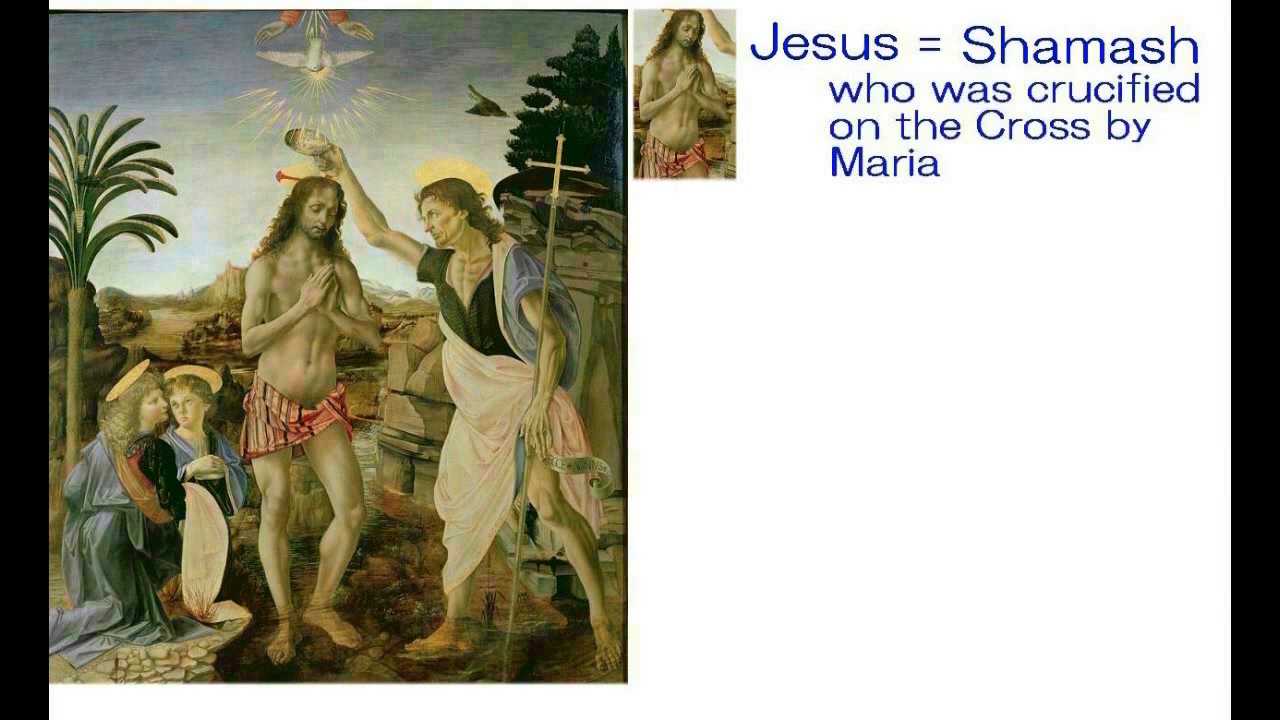 Jesus = Shamash
who was crucified
on the Cross by
Maria